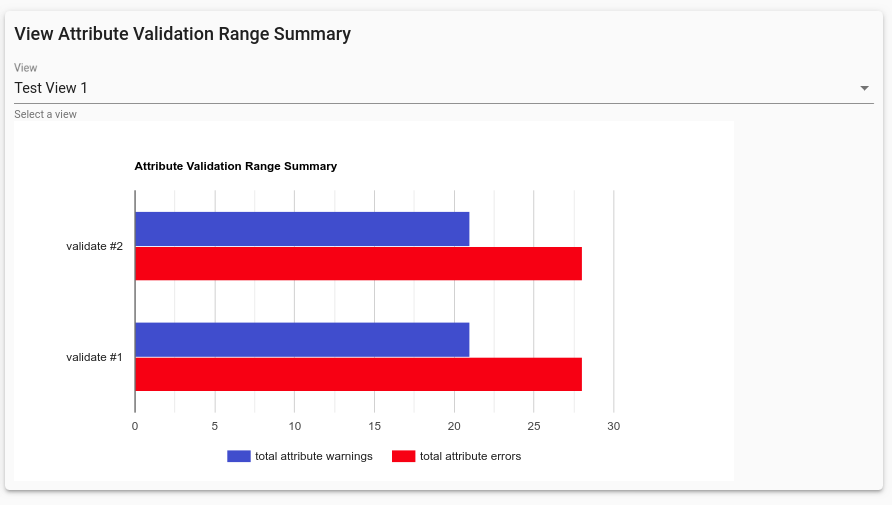 View Attribute Validation Range Summary
View
Test View 1
Select a view
Attribute Validation Range Summary
validate #2
validate #1
0 5 10 15 20 25 30
total attribute warnings total attribute errors